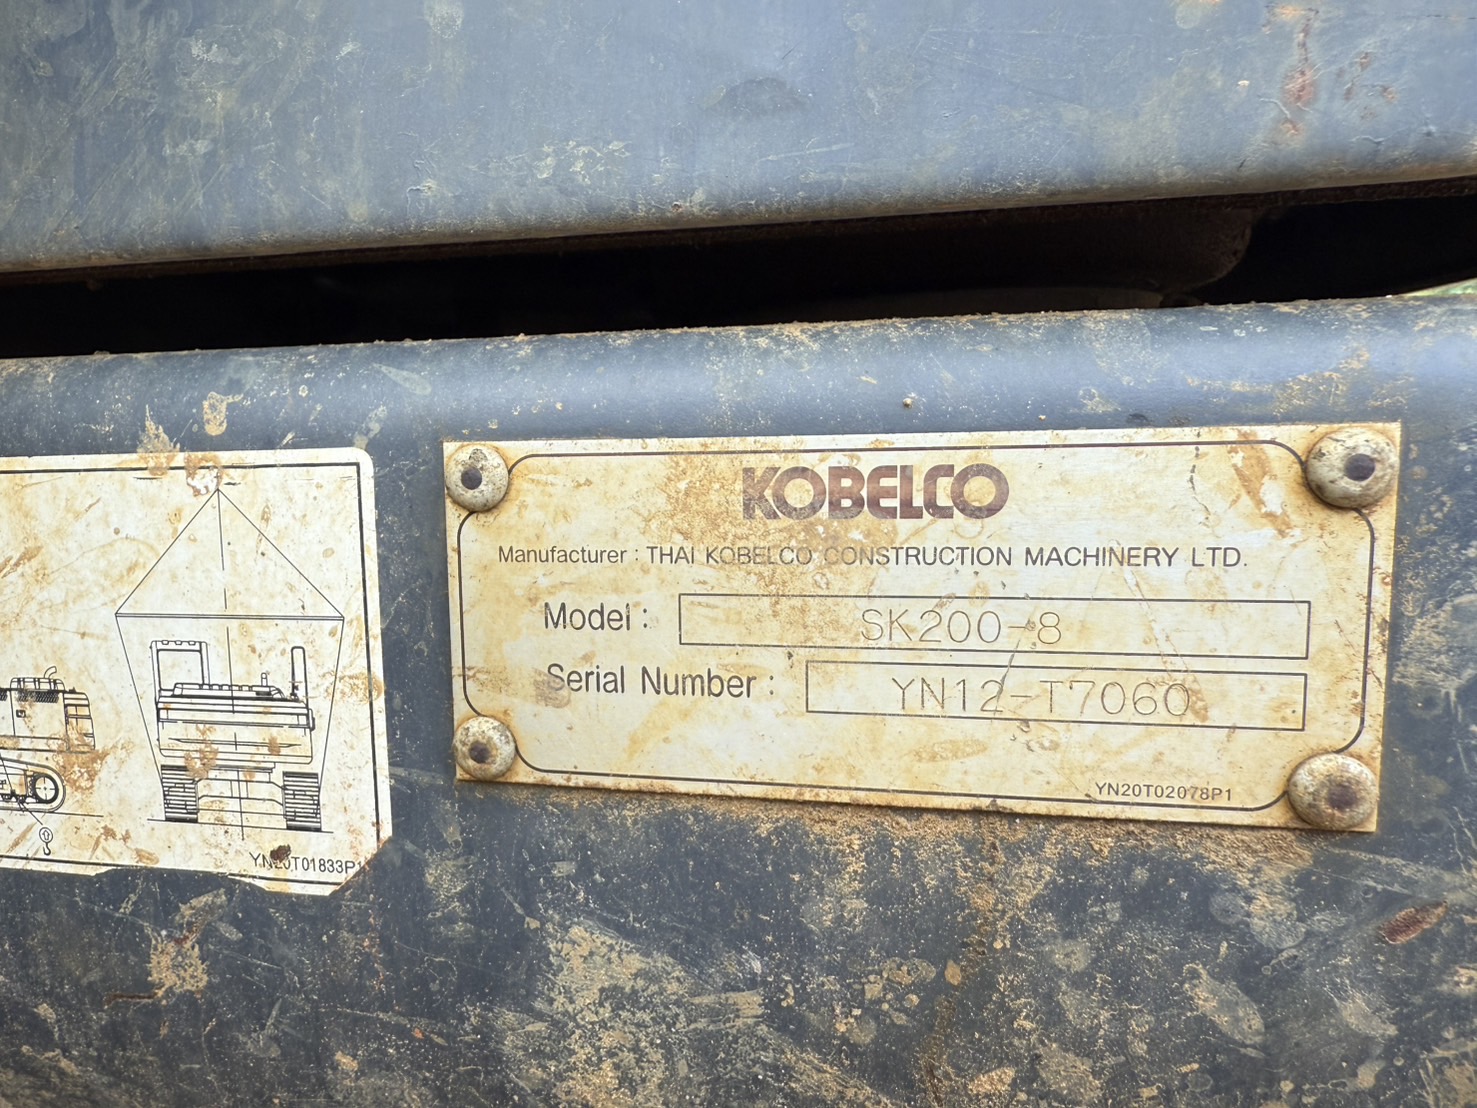 KOBELCO
Manufacturer : THAI KOBELCO CONSTRUCTION MACHINERY LTD.
Model : SK200-8
Serial Number : YN12-T7060
YN20T02078P1
YN20T01833P1